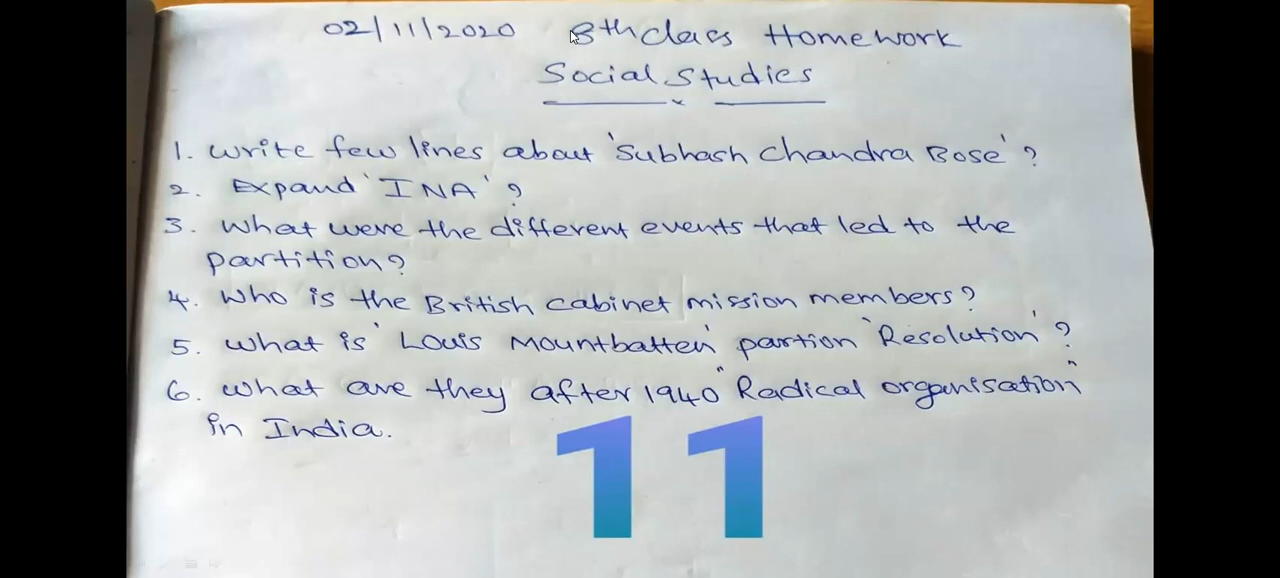 02/11/2020 8th class Homework
Social Studies
1. Write few lines about 'Subhash Chandra Bose' ?
2. Expand 'INA' ?
3. What were the different events that led to the
partition?
4. Who is the British cabinet mission members?
5. What is 'Louis Mountbatten' partion 'Resolution' ?
6. What are they after 1940 "Radical organisation"
in India.
11